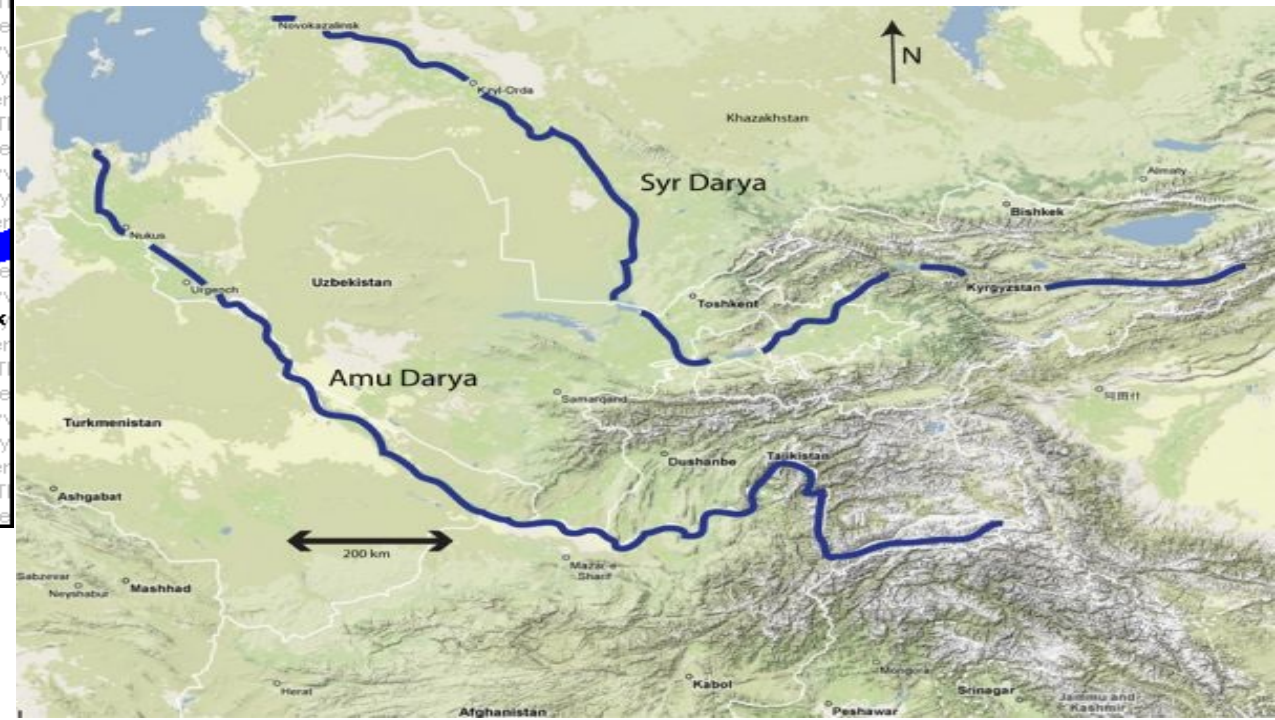 Novokazalinsk
N
Kzyl-Orda
Khazakhstan
Syr Darya
Almaty
Bishkek
Nukus
Urgench
Uzbekistan
Kyrgyzstan
Toshkent
Amu Darya
Samarqand
Turkmenistan
Dushanbe
Tajikistan
Ashgabat
200 km
Mazar-e
Sharif
Sabzevar
Neyshabur
Mashhad
Mongora
Kabol
Srinagar
Jammu and
Kashmir
Herat
Afghanistan
Peshawar